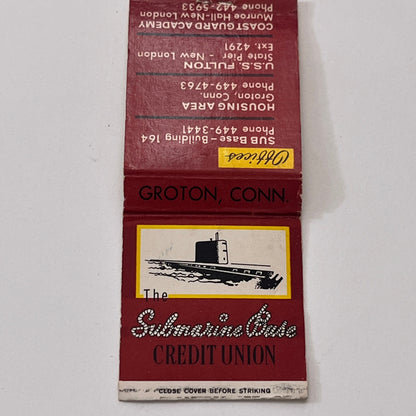 The
Submarine Base
CREDIT UNION
CLOSE COVER BEFORE STRIKING
GROTON, CONN.
Offices
SUB Base-Building 164
Phone 449-3441
HOUSING AREA
Groton, Conn.
Phone 449-4763
U.S.S. FULTON
State Pier - New London
Ext. 4291
COAST GUARD ACADEMY
Munroe Hall-New London
Phone 442-5933